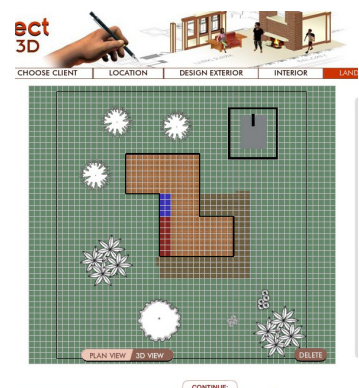 ect
3D
CHOOSE CLIENT
LOCATION
DESIGN EXTERIOR
INTERIOR
LAND
PLAN VIEW
3D VIEW
DELETE
CONTINUE: